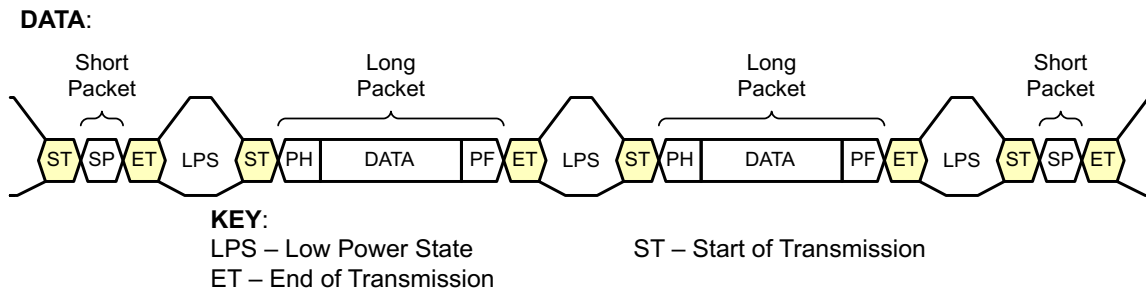 DATA:
Short Packet
Long Packet
Long Packet
Short Packet
ST SP ET LPS ST PH DATA PF ET LPS ST PH DATA PF ET LPS ST SP ET
KEY:
LPS – Low Power State
ST – Start of Transmission
ET – End of Transmission